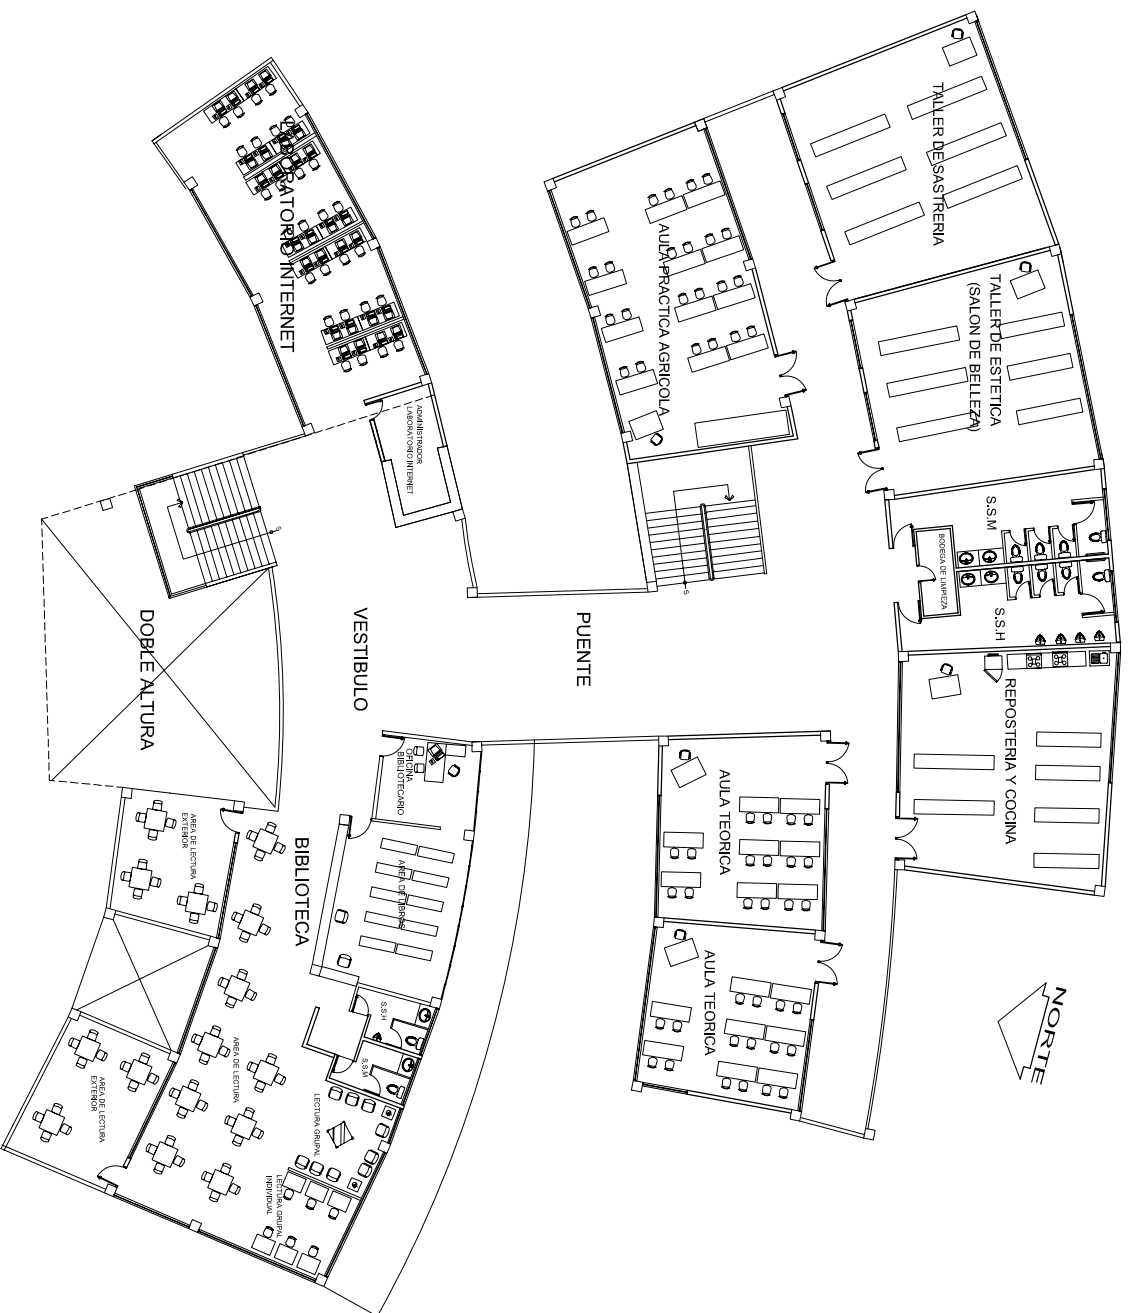 TALLER DE SASTRERIA
TALLER DE ESTETICA
(SALON DE BELLEZA)
S.S.M
BODEGA DE LIMPIEZA
S.S.H
REPOSTERIA Y COCINA
AULA PRACTICA AGRICOLA
S
PUENTE
AULA TEORICA
AULA TEORICA
NORTE
LABORATORIO INTERNET
ADMINISTRADOR
LABORATORIO INTERNET
S
VESTIBULO
DOBLE ALTURA
OFICINA
BIBLIOTECARIO
AREA DE LIBROS
BIBLIOTECA
AREA DE LECTURA
EXTERIOR
S.S.H
S.S.M
AREA DE LECTURA
LECTURA GRUPAL
LECTURA GRUPAL
INDIVIDUAL
AREA DE LECTURA
EXTERIOR